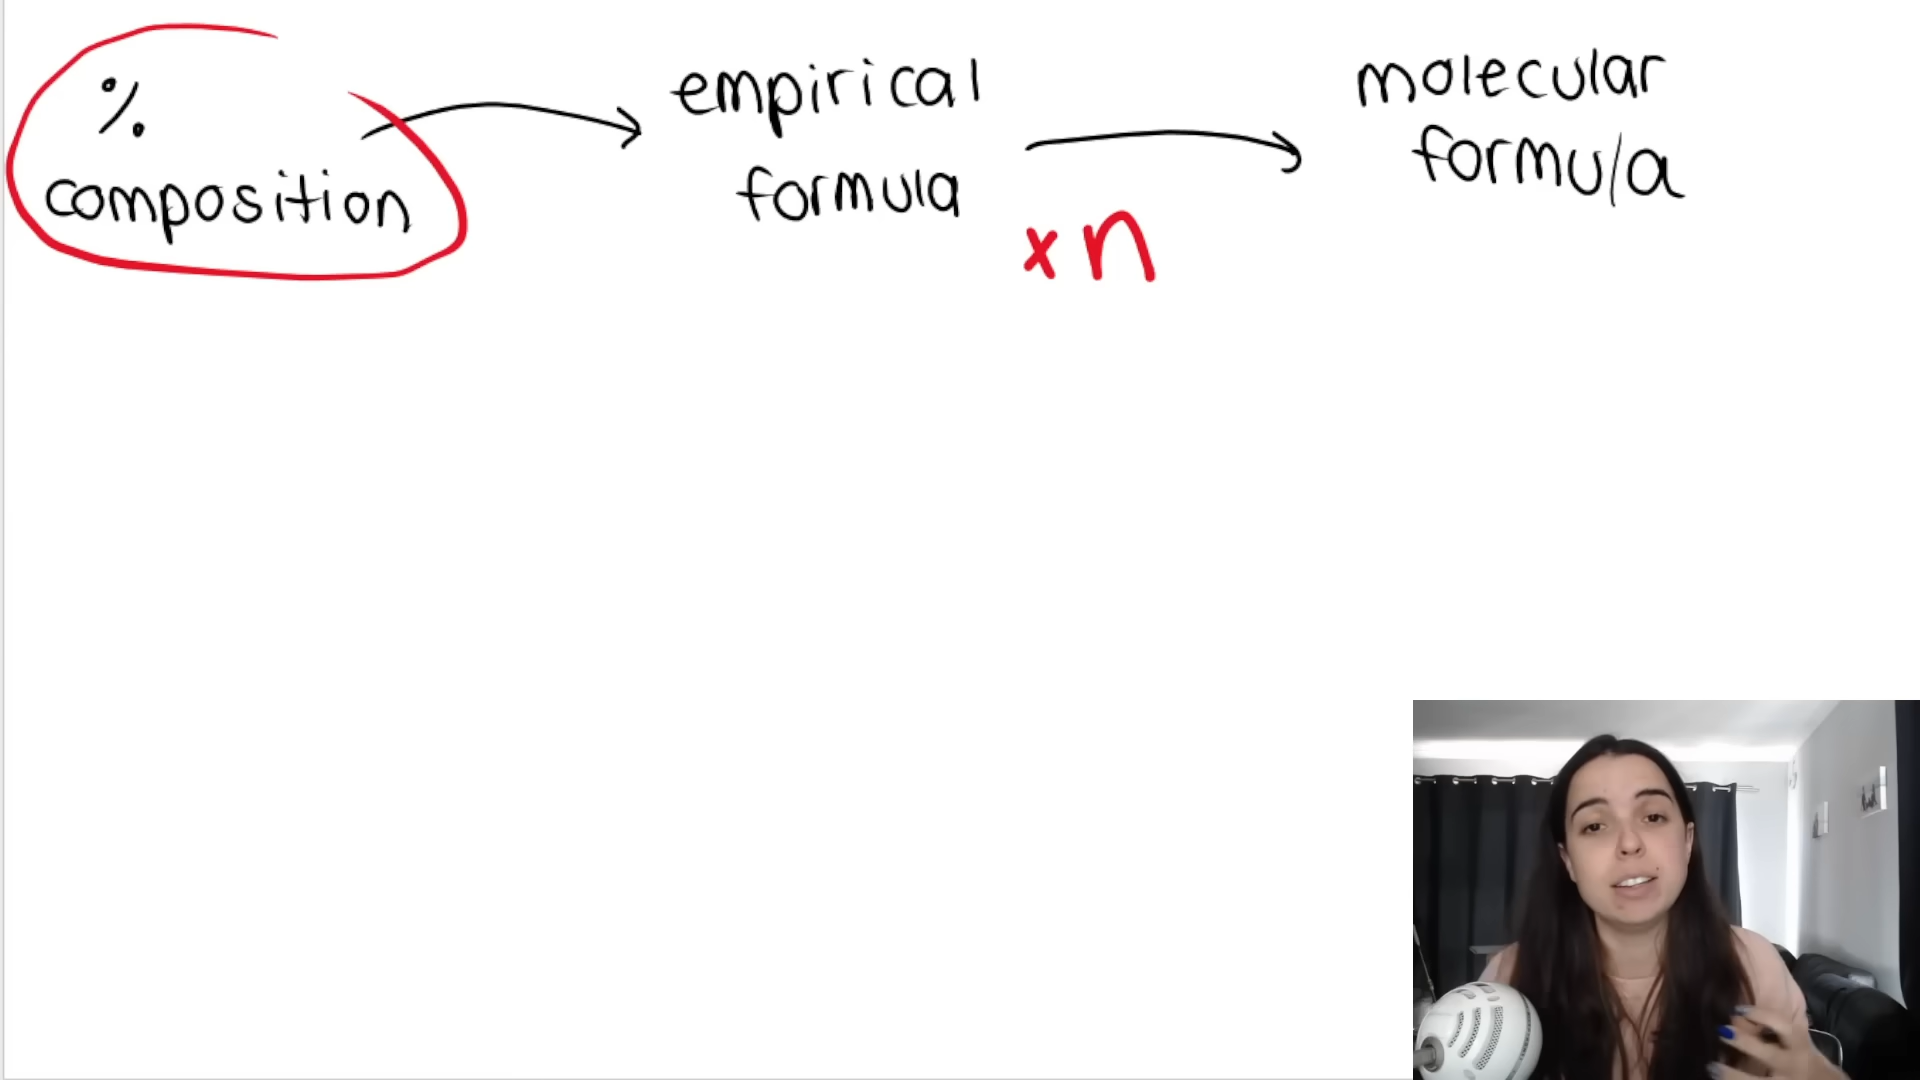 %
composition
empirical
formula
x n
molecular
formula